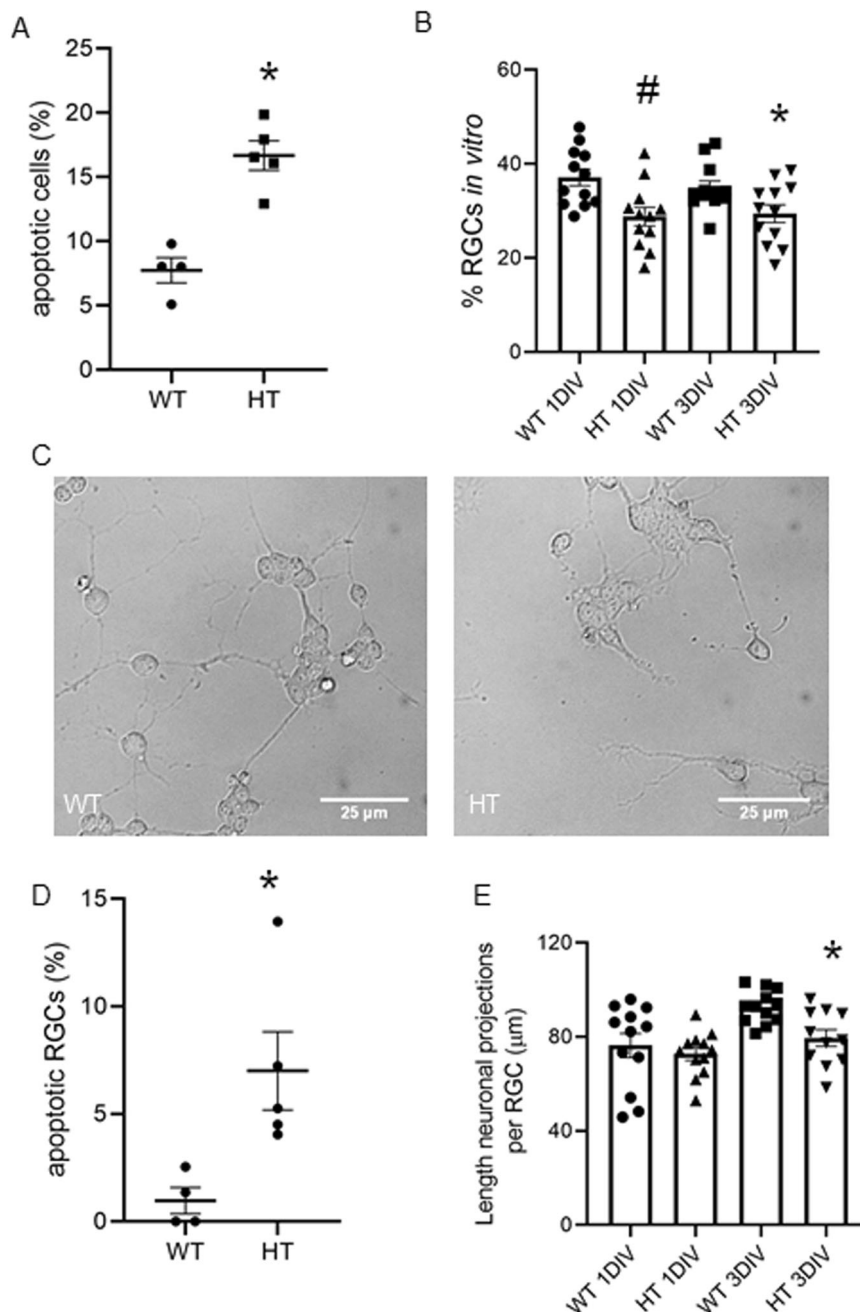 A
apoptotic cells (%)
25
20
15
10
5
0
*
WT
HT
B
% RGCs in vitro
60
40
20
0
#
*
WT 1DIV
HT 1DIV
WT 3DIV
HT 3DIV
C
WT
25 µm
HT
25 µm
D
apoptotic RGCs (%)
15
10
5
0
*
WT
HT
E
Length neuronal projections
per RGC (µm)
120
80
40
0
*
WT 1DIV
HT 1DIV
WT 3DIV
HT 3DIV